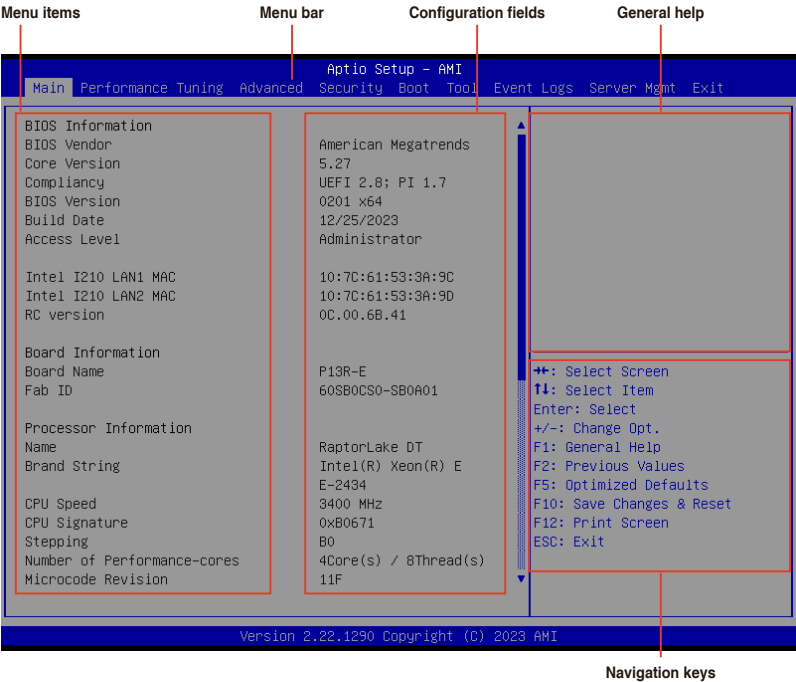 Menu items Menu bar Configuration fields General help
Aptio Setup – AMI
Main Performance Tuning Advanced Security Boot Tool Event Logs Server Mgmt Exit
BIOS Information
BIOS Vendor American Megatrends
Core Version 5.27
Compliancy UEFI 2.8; PI 1.7
BIOS Version 0201 x64
Build Date 12/25/2023
Access Level Administrator
Intel I210 LAN1 MAC 10:7C:61:53:3A:9C
Intel I210 LAN2 MAC 10:7C:61:53:3A:9D
RC version 0C.00.6B.41
Board Information
Board Name P13R-E
Fab ID 60SB0CS0-SB0A01
Processor Information
Name RaptorLake DT
Brand String Intel(R) Xeon(R) E
E-2434
CPU Speed 3400 MHz
CPU Signature 0xB0671
Stepping B0
Number of Performance-cores 4Core(s) / 8Thread(s)
Microcode Revision 11F
→←: Select Screen
↑↓: Select Item
Enter: Select
+/-: Change Opt.
F1: General Help
F2: Previous Values
F5: Optimized Defaults
F10: Save Changes & Reset
F12: Print Screen
ESC: Exit
Version 2.22.1290 Copyright (C) 2023 AMI
Navigation keys